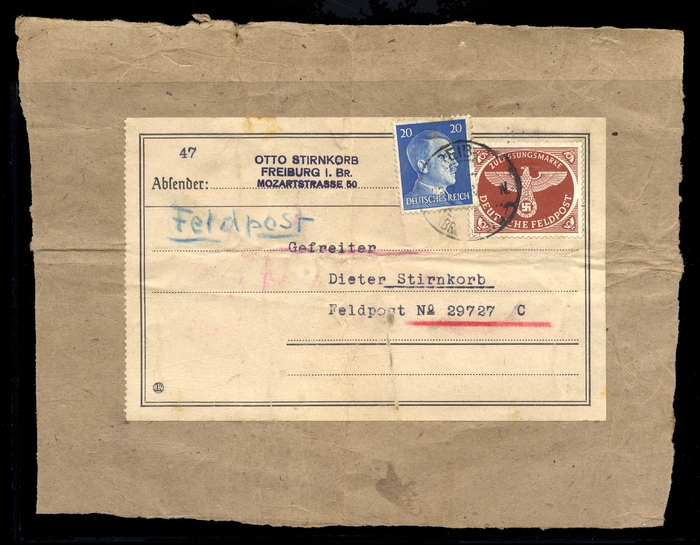 47
OTTO STIRNKORB
FREIBURG I. BR.
MOZARTSTRASSE 50
Absender:
20 20
DEUTSCHES REICH
ZULASSUNGSMARKE
DEUTSCHE FELDPOST
Feldpost
Gefreiter
Dieter Stirnkorb
Feldpost No 29727 C